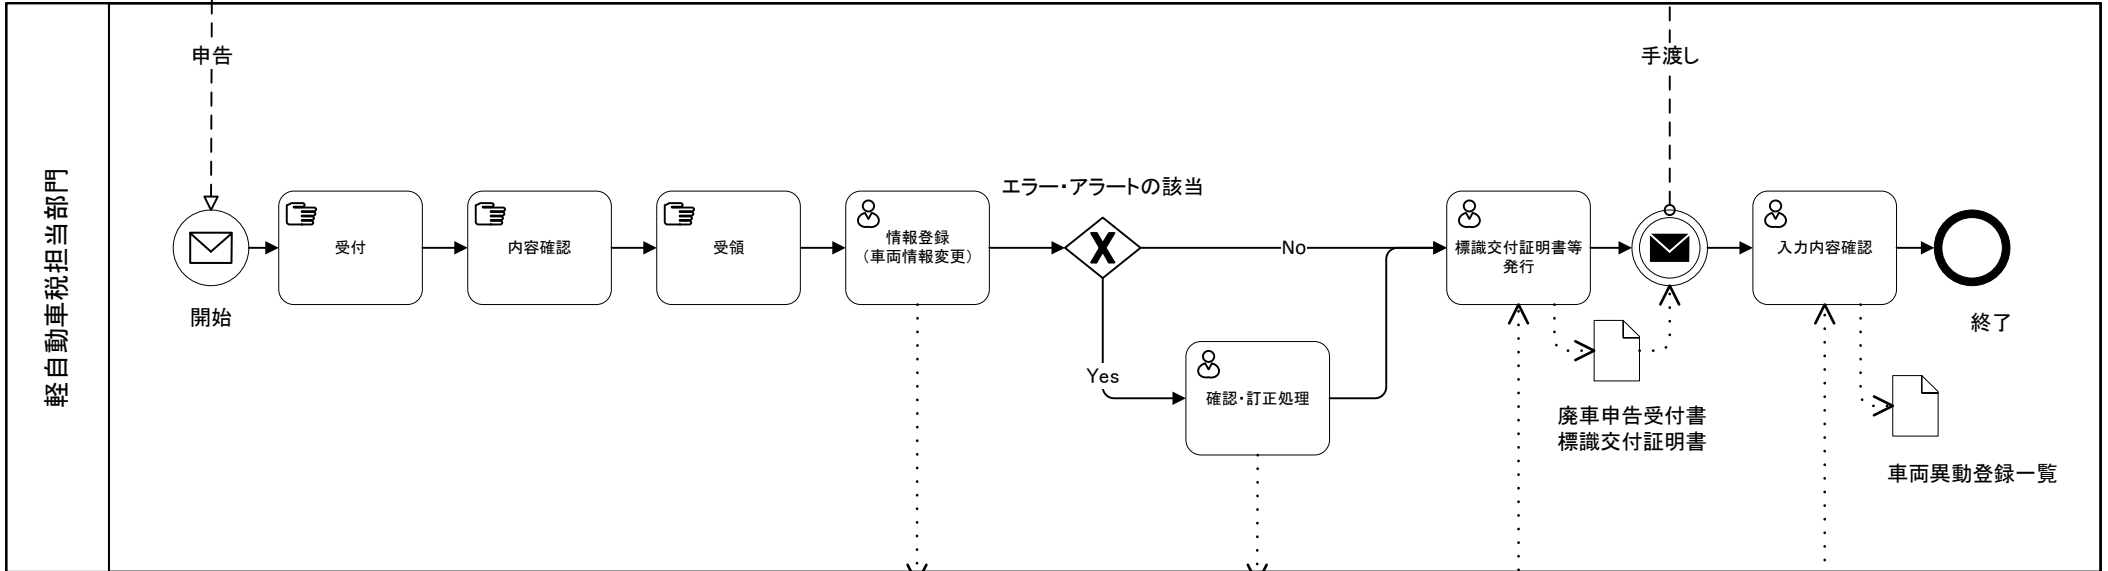 申告
手渡し
軽自動車税担当部門
エラー・アラートの該当
受付
内容確認
受領
情報登録
（車両情報変更）
No
標識交付証明書等
発行
入力内容確認
開始
終了
Yes
確認・訂正処理
廃車申告受付書
標識交付証明書
車両異動登録一覧